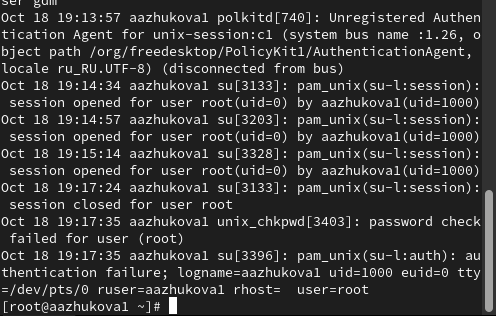 ser gdm
Oct 18 19:13:57 aazhukova1 polkitd[740]: Unregistered Authen
tication Agent for unix-session:c1 (system bus name :1.26, o
bject path /org/freedesktop/PolicyKit1/AuthenticationAgent,
locale ru_RU.UTF-8) (disconnected from bus)
Oct 18 19:14:34 aazhukova1 su[3133]: pam_unix(su-l:session):
session opened for user root(uid=0) by aazhukova1(uid=1000)
Oct 18 19:14:57 aazhukova1 su[3203]: pam_unix(su-l:session):
session opened for user root(uid=0) by aazhukova1(uid=1000)
Oct 18 19:15:14 aazhukova1 su[3328]: pam_unix(su-l:session):
session opened for user root(uid=0) by aazhukova1(uid=1000)
Oct 18 19:17:24 aazhukova1 su[3133]: pam_unix(su-l:session):
session closed for user root
Oct 18 19:17:35 aazhukova1 unix_chkpwd[3403]: password check
failed for user (root)
Oct 18 19:17:35 aazhukova1 su[3396]: pam_unix(su-l:auth): au
thentication failure; logname=aazhukova1 uid=1000 euid=0 tty
=/dev/pts/0 ruser=aazhukova1 rhost=  user=root
[root@aazhukova1 ~]#